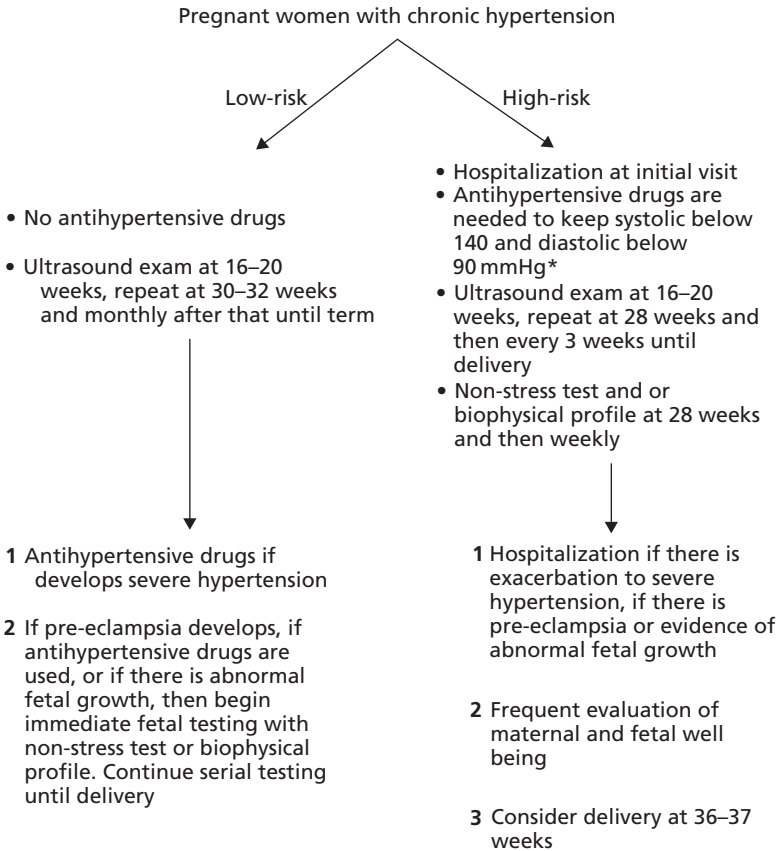 Pregnant women with chronic hypertension
Low-risk
High-risk
• No antihypertensive drugs
• Ultrasound exam at 16–20
weeks, repeat at 30–32 weeks
and monthly after that until term
1 Antihypertensive drugs if
develops severe hypertension
2 If pre-eclampsia develops, if
antihypertensive drugs are
used, or if there is abnormal
fetal growth, then begin
immediate fetal testing with
non-stress test or biophysical
profile. Continue serial testing
until delivery
• Hospitalization at initial visit
• Antihypertensive drugs are
needed to keep systolic below
140 and diastolic below
90 mmHg*
• Ultrasound exam at 16–20
weeks, repeat at 28 weeks and
then every 3 weeks until
delivery
• Non-stress test and or
biophysical profile at 28 weeks
and then weekly
1 Hospitalization if there is
exacerbation to severe
hypertension, if there is
pre-eclampsia or evidence of
abnormal fetal growth
2 Frequent evaluation of
maternal and fetal well
being
3 Consider delivery at 36–37
weeks